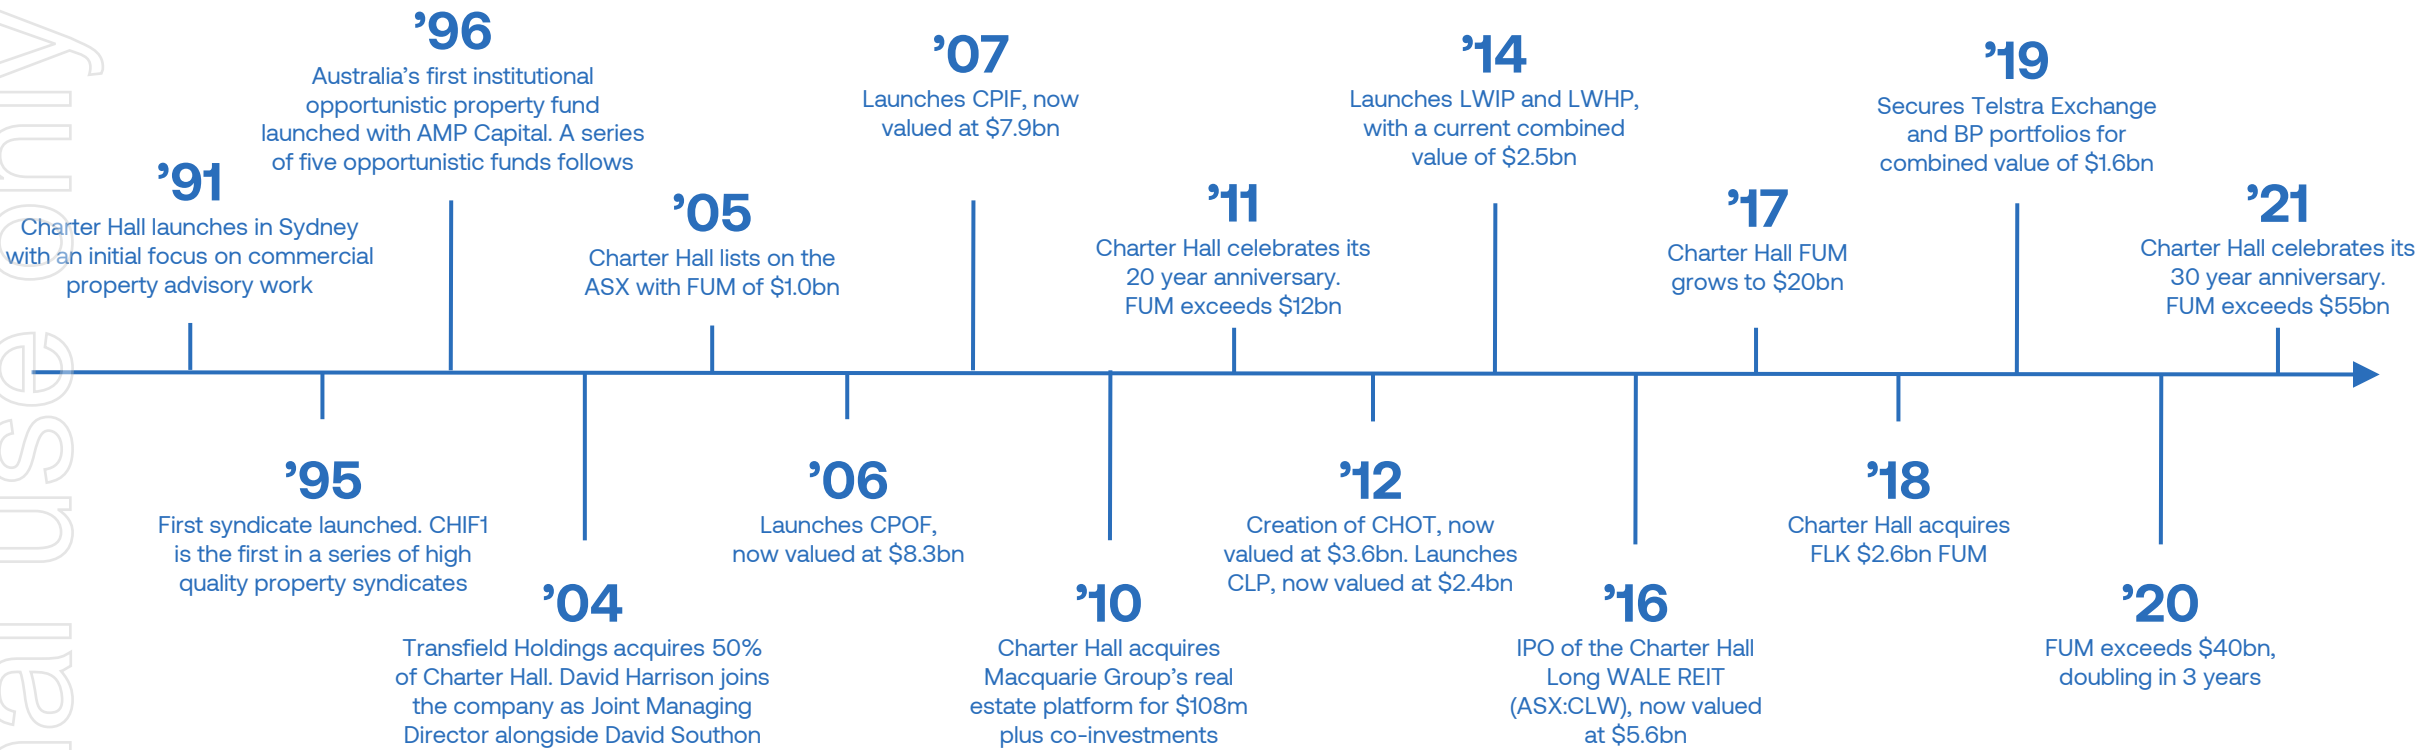 ’91
Charter Hall launches in Sydney
with an initial focus on commercial
property advisory work
’95
First syndicate launched. CHIF1
is the first in a series of high
quality property syndicates
’96
Australia’s first institutional
opportunistic property fund
launched with AMP Capital. A series
of five opportunistic funds follows
’04
Transfield Holdings acquires 50%
of Charter Hall. David Harrison joins
the company as Joint Managing
Director alongside David Southon
’05
Charter Hall lists on the
ASX with FUM of $1.0bn
’06
Launches CPOF,
now valued at $8.3bn
’07
Launches CPIF, now
valued at $7.9bn
’10
Charter Hall acquires
Macquarie Group’s real
estate platform for $108m
plus co-investments
’11
Charter Hall celebrates its
20 year anniversary.
FUM exceeds $12bn
’12
Creation of CHOT, now
valued at $3.6bn. Launches
CLP, now valued at $2.4bn
’14
Launches LWIP and LWHP,
with a current combined
value of $2.5bn
’16
IPO of the Charter Hall
Long WALE REIT
(ASX:CLW), now valued
at $5.6bn
’17
Charter Hall FUM
grows to $20bn
’18
Charter Hall acquires
FLK $2.6bn FUM
’19
Secures Telstra Exchange
and BP portfolios for
combined value of $1.6bn
’20
FUM exceeds $40bn,
doubling in 3 years
’21
Charter Hall celebrates its
30 year anniversary.
FUM exceeds $55bn
use only